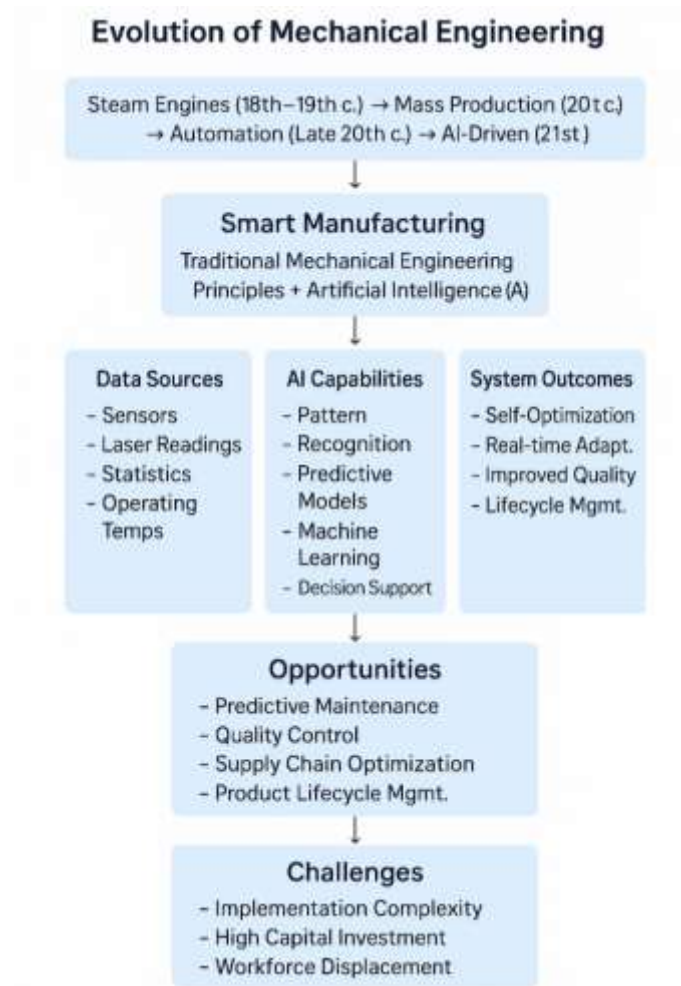 Evolution of Mechanical Engineering
Steam Engines (18th–19th c.) → Mass Production (20t c.)
→ Automation (Late 20th c.) → AI-Driven (21st )
Smart Manufacturing
Traditional Mechanical Engineering
Principles + Artificial Intelligence (A)
Data Sources
- Sensors
- Laser Readings
- Statistics
- Operating
Temps
AI Capabilities
- Pattern
- Recognition
- Predictive
Models
- Machine
Learning
- Decision Support
System Outcomes
- Self-Optimization
- Real-time Adapt.
- Improved Quality
- Lifecycle Mgmt.
Opportunities
- Predictive Maintenance
- Quality Control
- Supply Chain Optimization
- Product Lifecycle Mgmt.
Challenges
- Implementation Complexity
- High Capital Investment
- Workforce Displacement